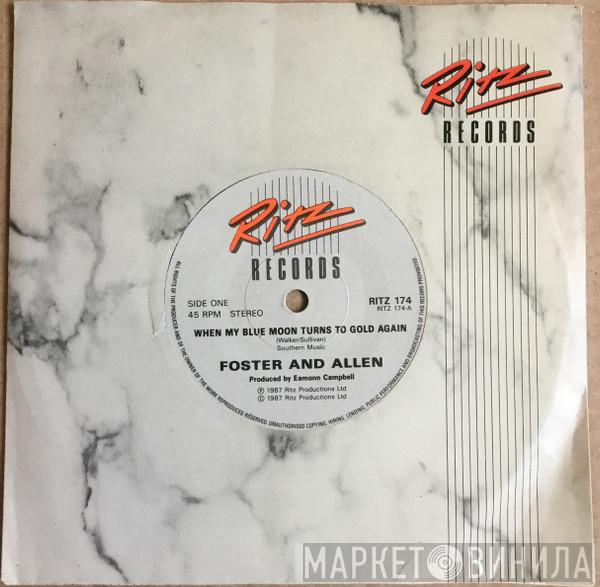 Ritz
RECORDS
Ritz
RECORDS
SIDE ONE
45 RPM STEREO
RITZ 174
RITZ 174-A
WHEN MY BLUE MOON TURNS TO GOLD AGAIN
(Walker/Sullivan)
Southern Music
FOSTER AND ALLEN
Produced by Eamonn Campbell
℗ 1987 Ritz Productions Ltd
© 1987 Ritz Productions Ltd
ALL RIGHTS OF THE PRODUCER AND OF THE OWNER OF THE WORK REPRODUCED RESERVED. UNAUTHORISED COPYING, HIRING, LENDING, PUBLIC PERFORMANCE AND BROADCASTING OF THIS RECORD PROHIBITED
МАРКЕТ ВИНИЛА